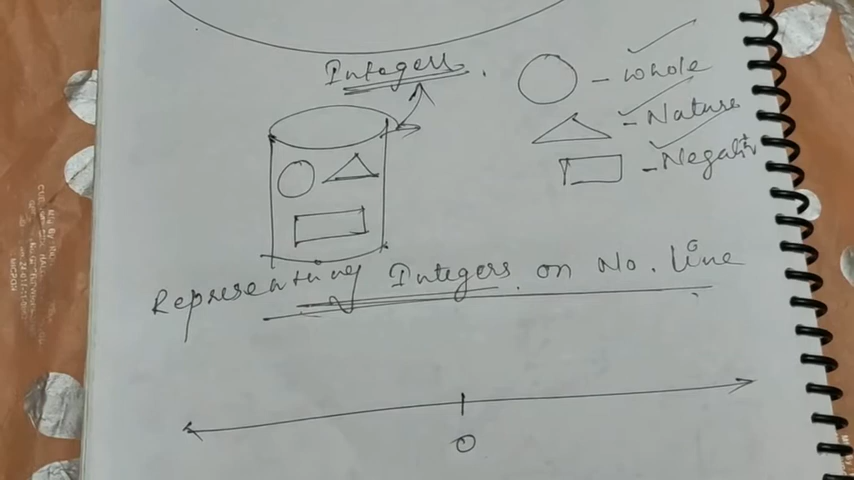 Integers.
- whole
- Nature
- Negativ
Representing Integers on No. line
0